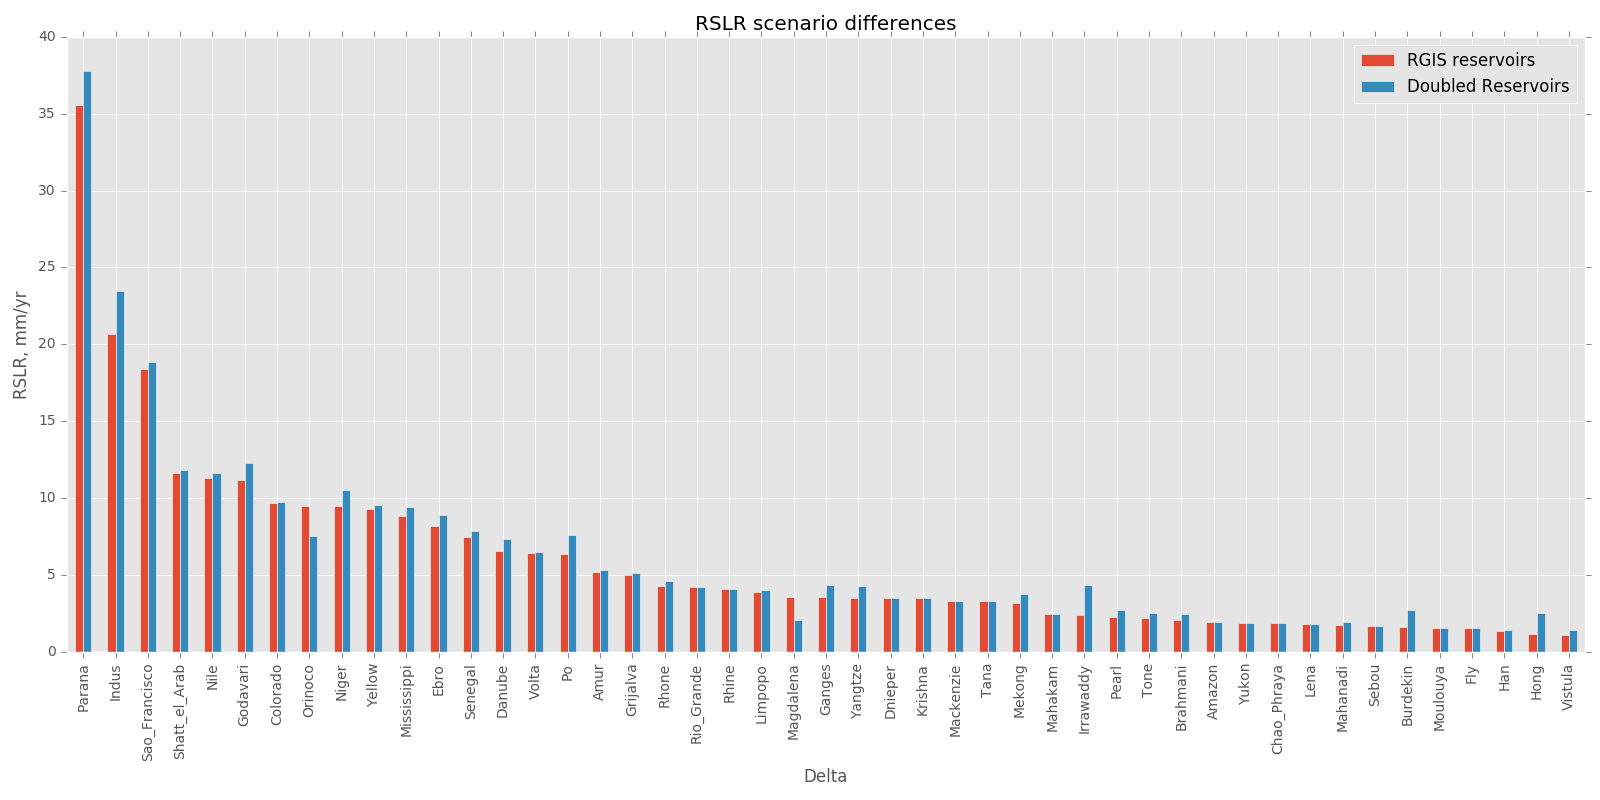 RSLR scenario differences
RGIS reservoirs
Doubled Reservoirs
RSLR, mm/yr
40
35
30
25
20
15
10
5
0
Parana
Indus
Sao_Francisco
Shatt_el_Arab
Nile
Godavari
Colorado
Orinoco
Niger
Yellow
Mississippi
Ebro
Senegal
Danube
Volta
Po
Amur
Grijalva
Rhone
Rio_Grande
Rhine
Limpopo
Magdalena
Ganges
Yangtze
Dnieper
Krishna
Mackenzie
Tana
Mekong
Mahakam
Irrawaddy
Pearl
Tone
Brahmani
Amazon
Yukon
Chao_Phraya
Lena
Mahanadi
Sebou
Burdekin
Moulouya
Fly
Han
Hong
Vistula
Delta